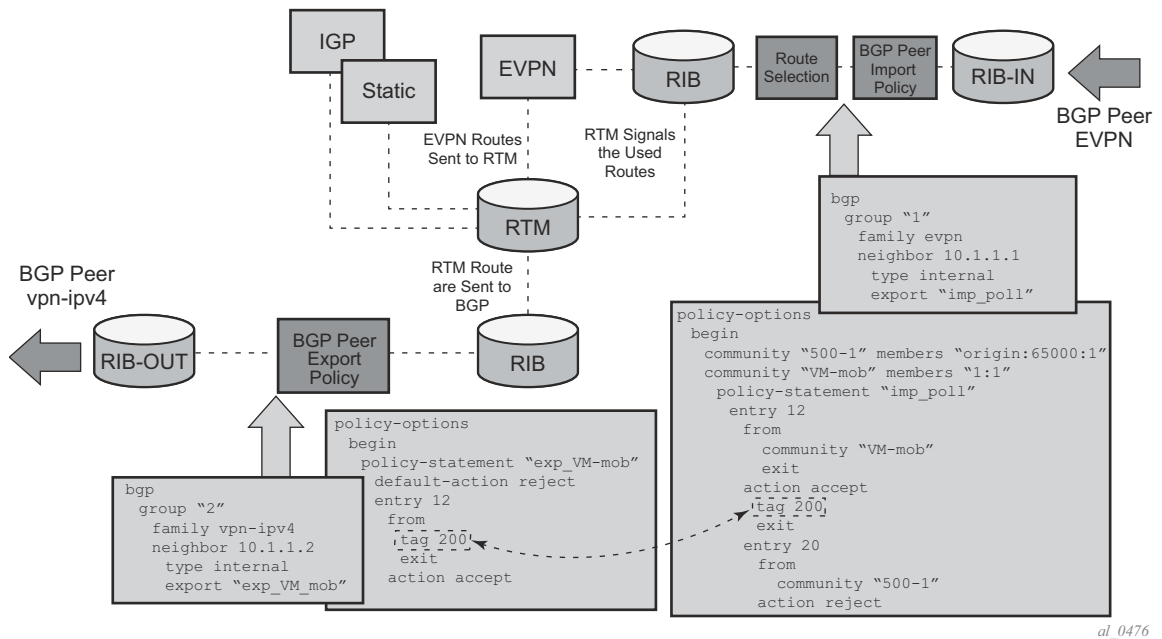 IGP
Static
EVPN
RIB
Route
Selection
BGP Peer
Import
Policy
RIB-IN
BGP Peer
EVPN
EVPN Routes
Sent to RTM
RTM Signals
the Used
Routes
RTM
bgp
group “1”
family evpn
neighbor 10.1.1.1
type internal
export “imp_poll”
RTM Route
are Sent to
BGP
BGP Peer
vpn-ipv4
RIB-OUT
BGP Peer
Export
Policy
RIB
policy-options
begin
community “500-1” members “origin:65000:1”
community “VM-mob” members “1:1”
policy-statement “imp_poll”
entry 12
from
community “VM-mob”
exit
action accept
tag 200
exit
entry 20
from
community “500-1”
action reject
policy-options
begin
policy-statement “exp_VM-mob”
default-action reject
entry 12
from
tag 200
exit
action accept
bgp
group “2”
family vpn-ipv4
neighbor 10.1.1.2
type internal
export “exp_VM_mob”
al_0476